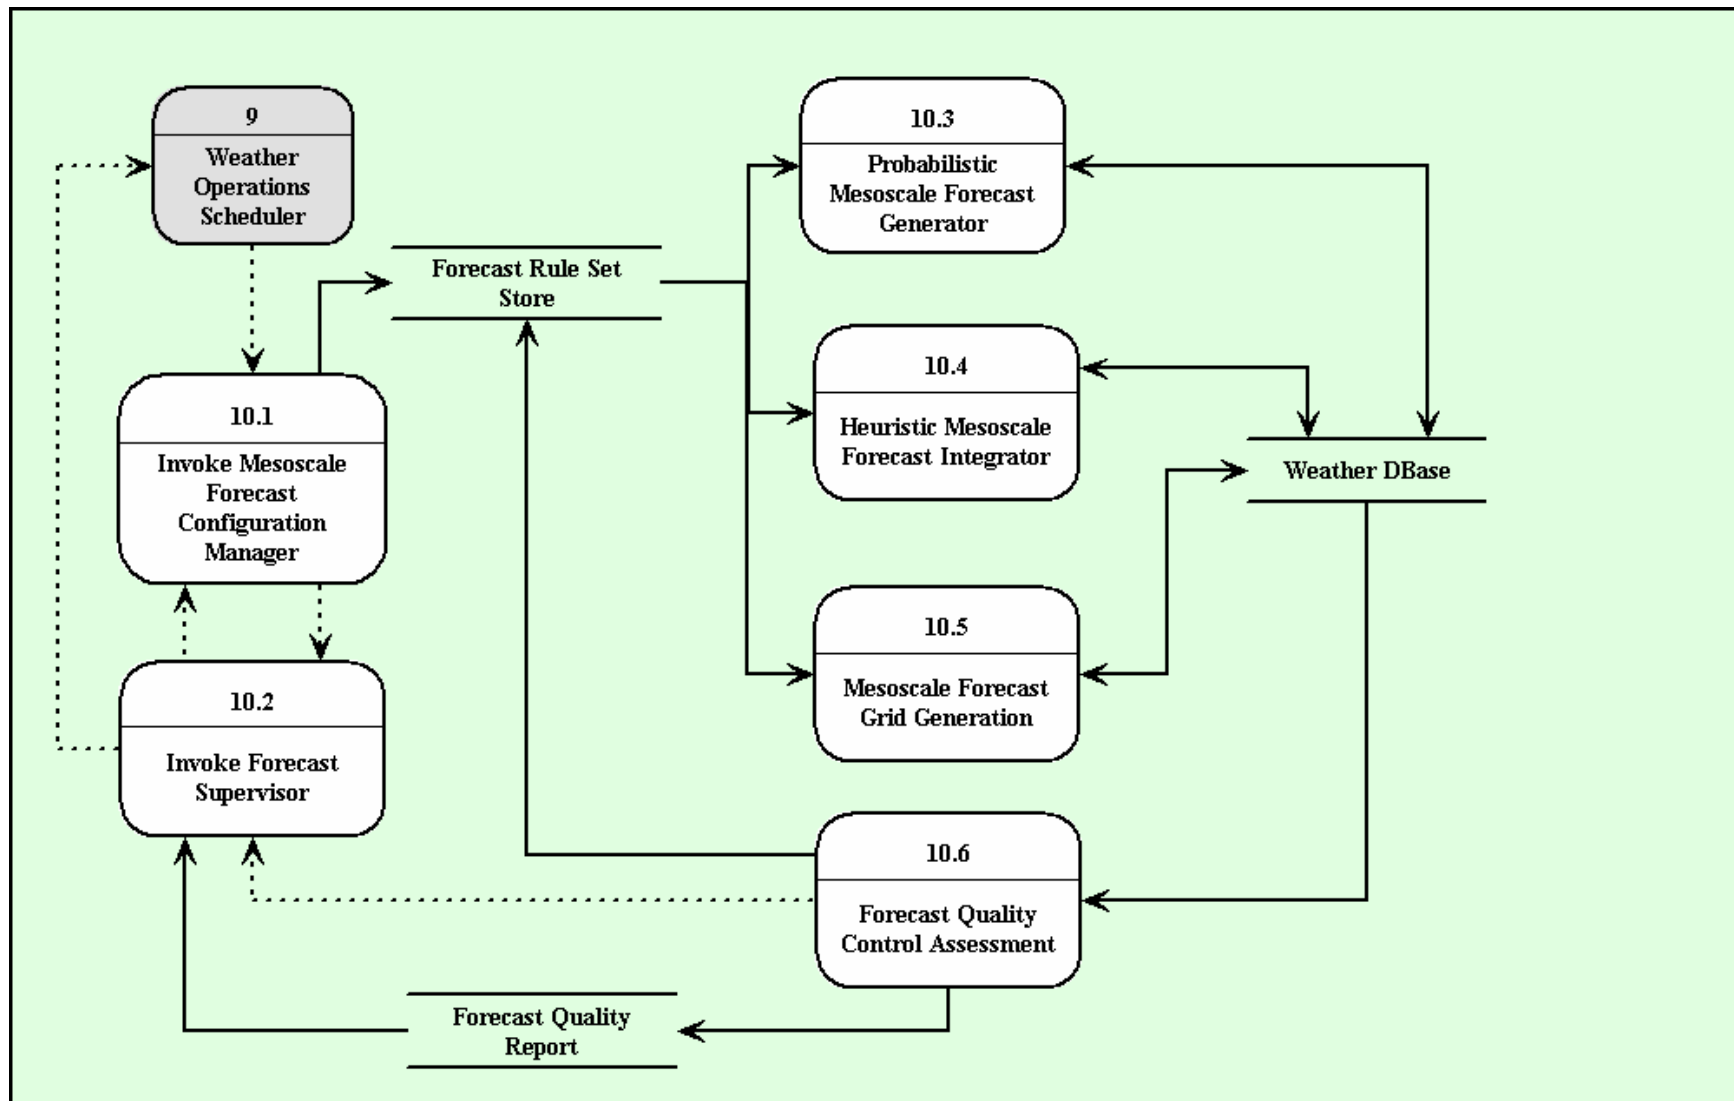 9
Weather
Operations
Scheduler
10.3
Probabilistic
Mesoscale Forecast
Generator
Forecast Rule Set
Store
10.4
Heuristic Mesoscale
Forecast Integrator
10.1
Invoke Mesoscale
Forecast
Configuration
Manager
Weather DBase
10.5
Mesoscale Forecast
Grid Generation
10.2
Invoke Forecast
Supervisor
10.6
Forecast Quality
Control Assessment
Forecast Quality
Report